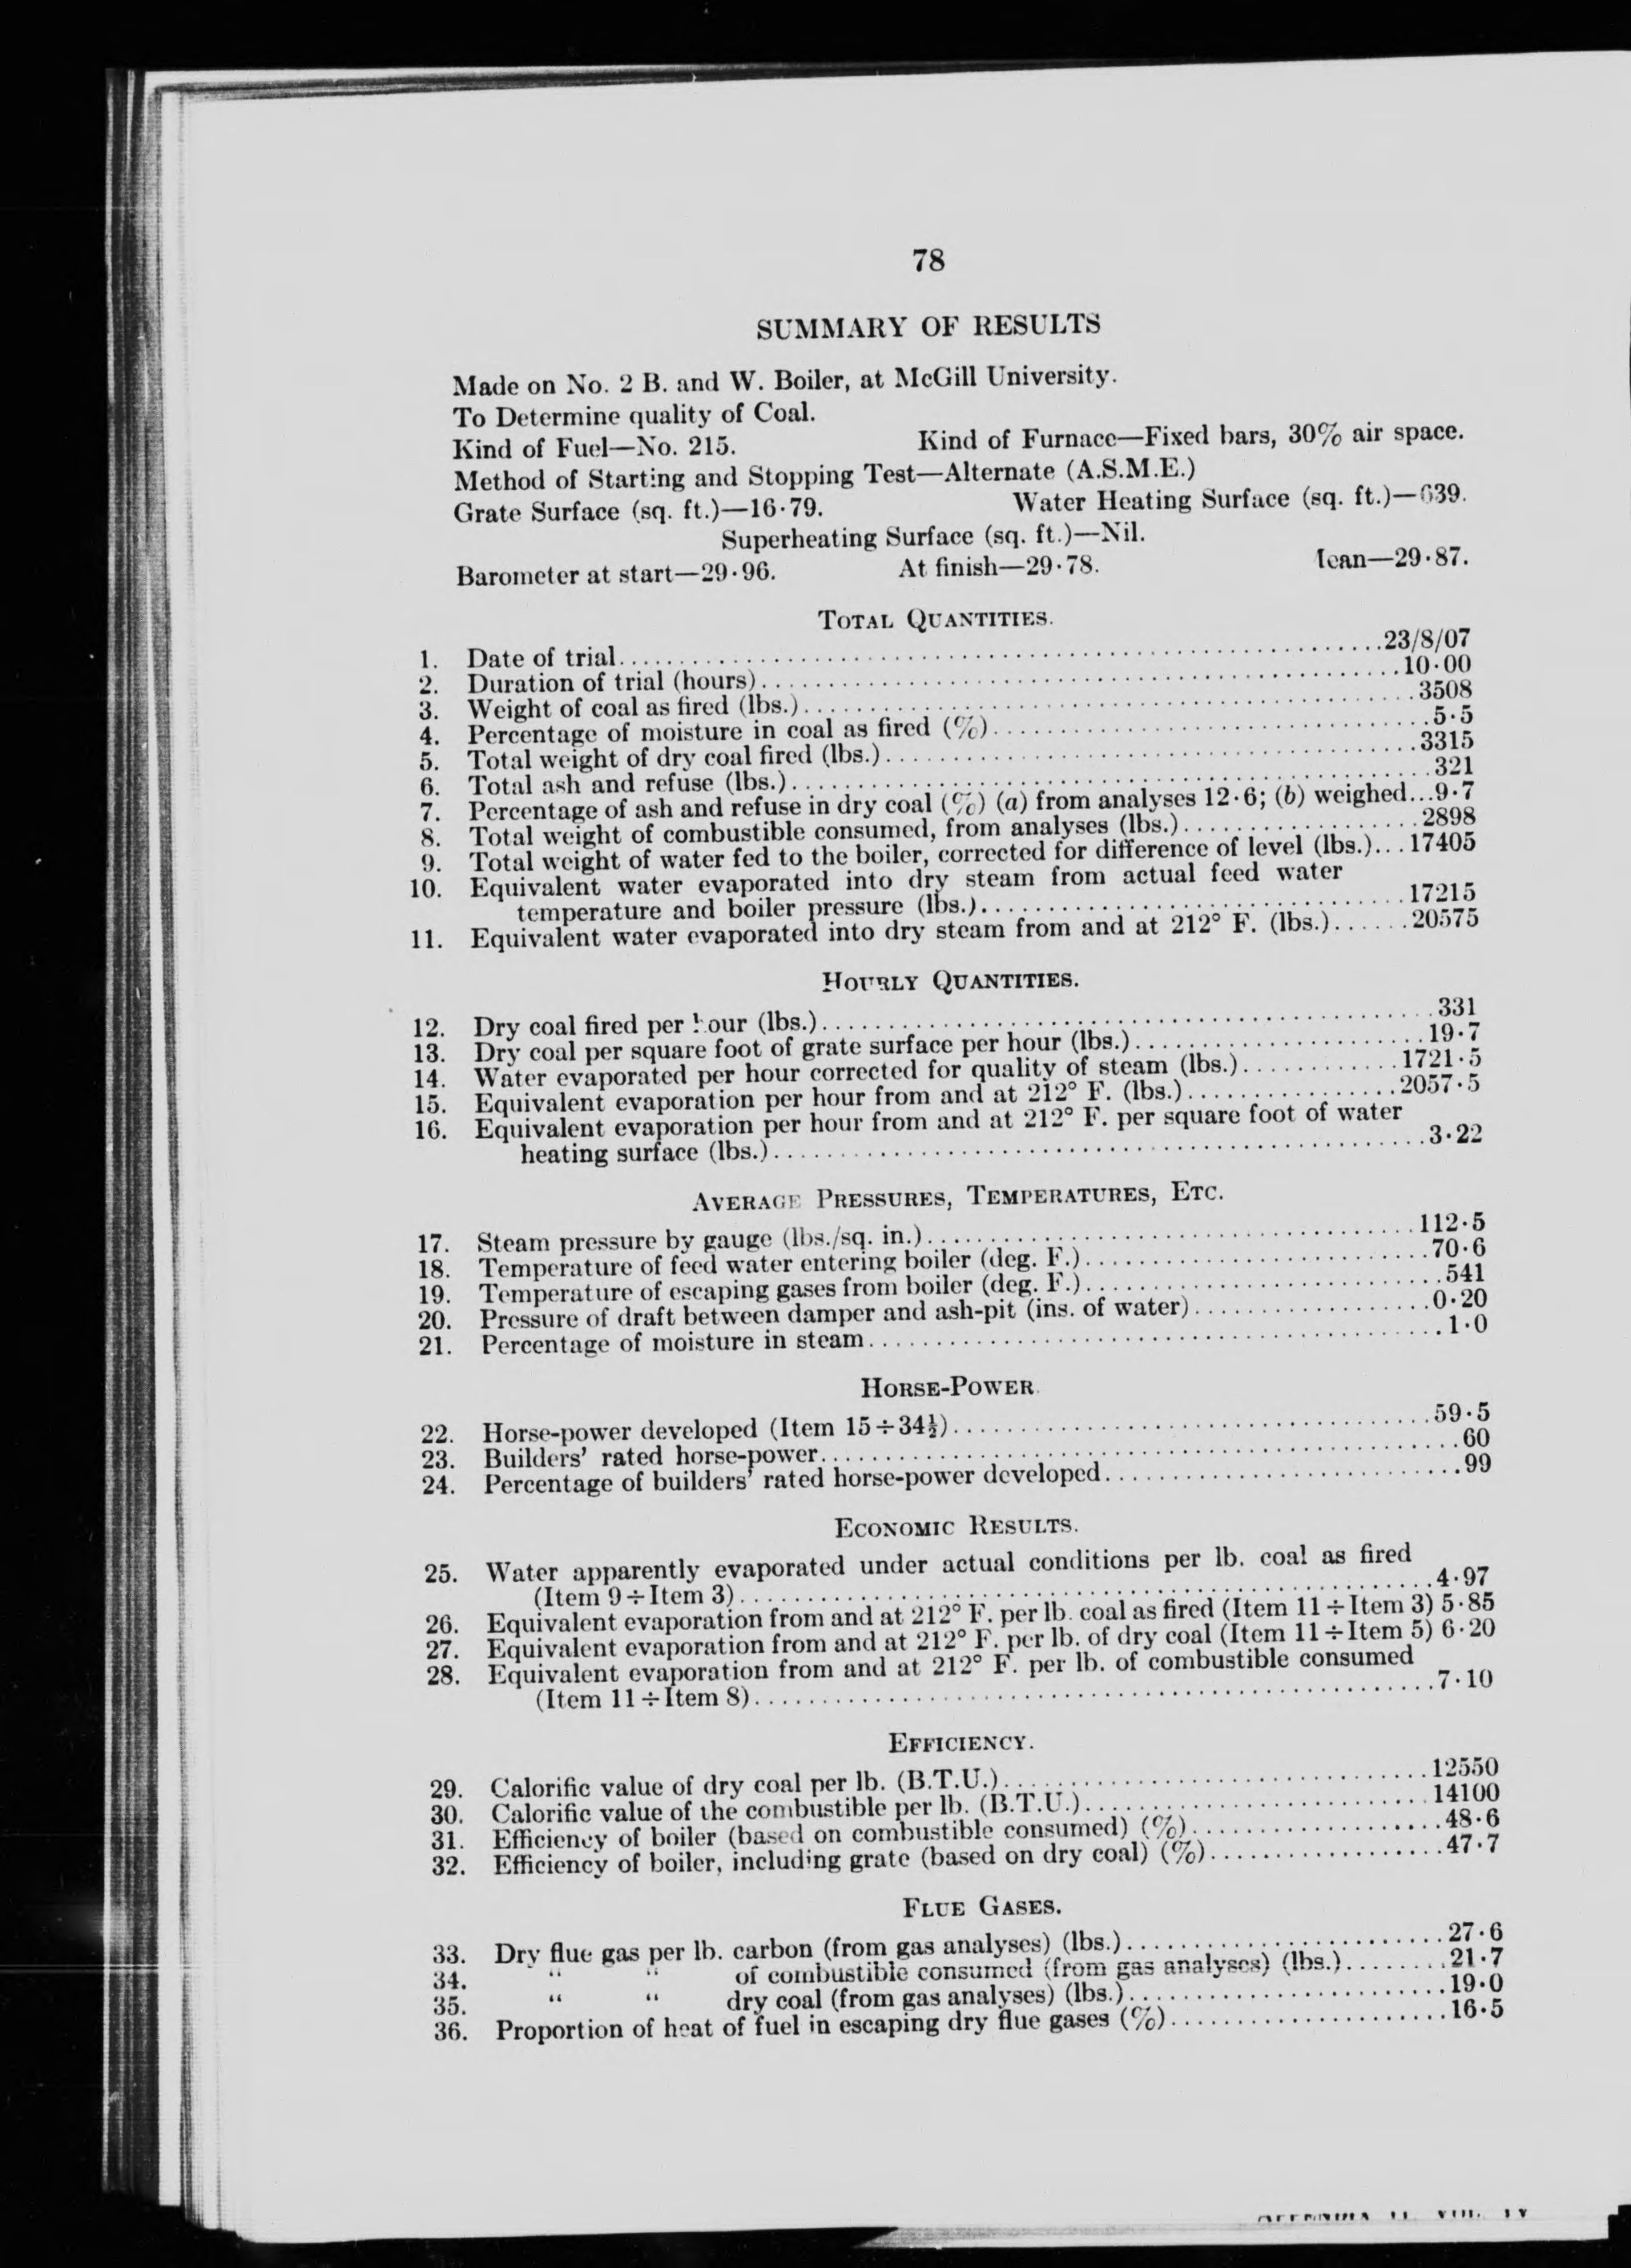 78
SUMMARY OF RESULTS
Made on No. 2 B. and W. Boiler, at McGill University.
To Determine quality of Coal.
Kind of Fuel—No. 215. Kind of Furnace—Fixed bars, 30% air space.
Method of Starting and Stopping Test—Alternate (A.S.M.E.)
Grate Surface (sq. ft.)—16·79. Water Heating Surface (sq. ft.)—639.
Superheating Surface (sq. ft.)—Nil.
Barometer at start—29·96. At finish—29·78. Mean—29·87.
TOTAL QUANTITIES.
1. Date of trial....................23/8/07
2. Duration of trial (hours)....................10·00
3. Weight of coal as fired (lbs.)....................3508
4. Percentage of moisture in coal as fired (%)....................5·5
5. Total weight of dry coal fired (lbs.)....................3315
6. Total ash and refuse (lbs.)....................321
7. Percentage of ash and refuse in dry coal (%) (a) from analyses 12·6; (b) weighed...9·7
8. Total weight of combustible consumed, from analyses (lbs.)....................2898
9. Total weight of water fed to the boiler, corrected for difference of level (lbs.)...17405
10. Equivalent water evaporated into dry steam from actual feed water
temperature and boiler pressure (lbs.)....................17215
11. Equivalent water evaporated into dry steam from and at 212° F. (lbs.)......20575
HOURLY QUANTITIES.
12. Dry coal fired per hour (lbs.)....................331
13. Dry coal per square foot of grate surface per hour (lbs.)....................19·7
14. Water evaporated per hour corrected for quality of steam (lbs.)............1721·5
15. Equivalent evaporation per hour from and at 212° F. (lbs.)................2057·5
16. Equivalent evaporation per hour from and at 212° F. per square foot of water
heating surface (lbs.)....................3·22
AVERAGE PRESSURES, TEMPERATURES, ETC.
17. Steam pressure by gauge (lbs./sq. in.)....................112·5
18. Temperature of feed water entering boiler (deg. F.)....................70·6
19. Temperature of escaping gases from boiler (deg. F.)....................541
20. Pressure of draft between damper and ash-pit (ins. of water)....................0·20
21. Percentage of moisture in steam....................1·0
HORSE-POWER.
22. Horse-power developed (Item 15÷34½)....................59·5
23. Builders' rated horse-power....................60
24. Percentage of builders' rated horse-power developed....................99
ECONOMIC RESULTS.
25. Water apparently evaporated under actual conditions per lb. coal as fired
(Item 9÷Item 3)....................4·97
26. Equivalent evaporation from and at 212° F. per lb. coal as fired (Item 11÷Item 3) 5·85
27. Equivalent evaporation from and at 212° F. per lb. of dry coal (Item 11÷Item 5) 6·20
28. Equivalent evaporation from and at 212° F. per lb. of combustible consumed
(Item 11÷Item 8)....................7·10
EFFICIENCY.
29. Calorific value of dry coal per lb. (B.T.U.)....................12550
30. Calorific value of the combustible per lb. (B.T.U.)....................14100
31. Efficiency of boiler (based on combustible consumed) (%)....................48·6
32. Efficiency of boiler, including grate (based on dry coal) (%)..................47·7
FLUE GASES.
33. Dry flue gas per lb. carbon (from gas analyses) (lbs.)....................27·6
34. " " of combustible consumed (from gas analyses) (lbs.).........21·7
35. " " dry coal (from gas analyses) (lbs.)....................19·0
36. Proportion of heat of fuel in escaping dry flue gases (%)....................16·5